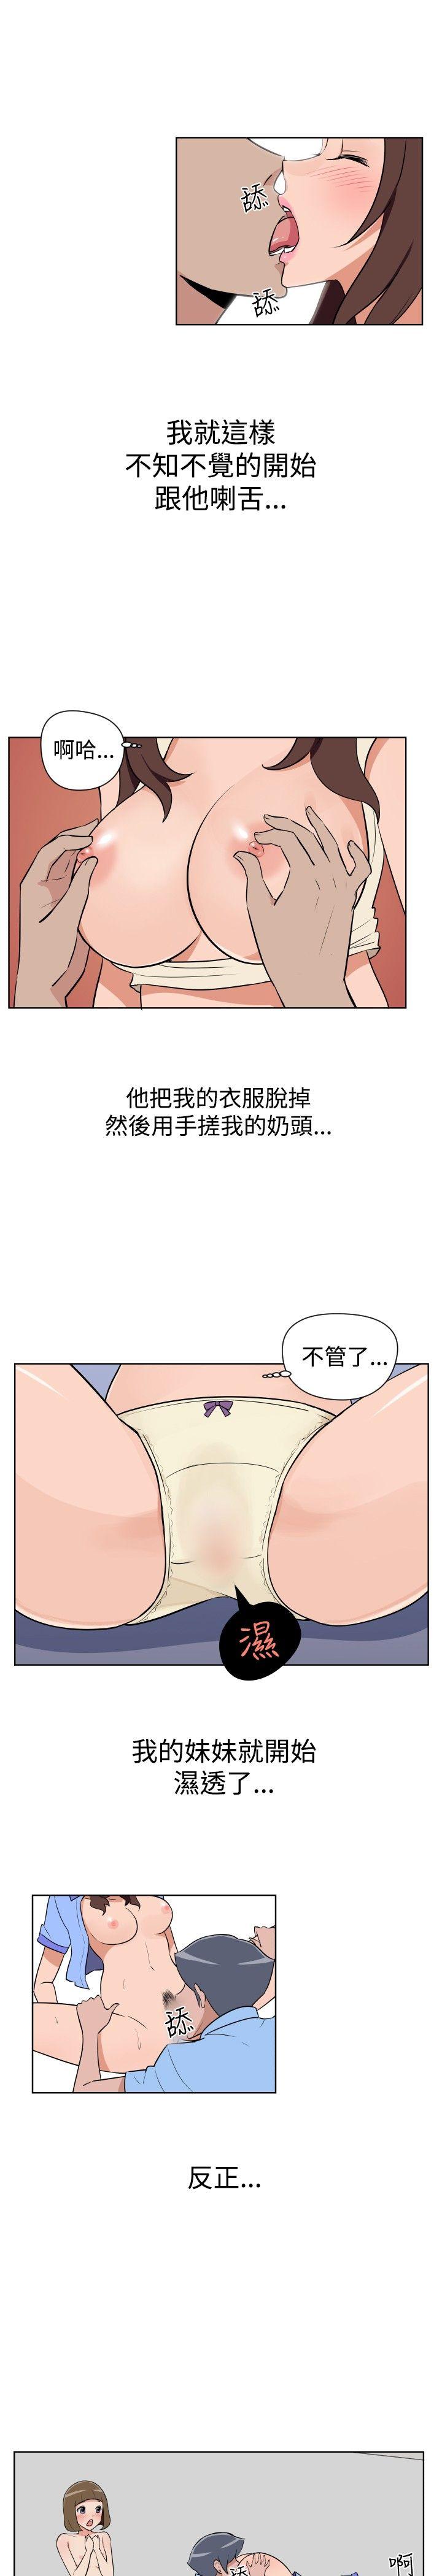 舔
舔
我就這樣
不知不覺的開始
跟他喇舌...
啊哈...
他把我的衣服脫掉
然後用手搓我的奶頭...
不管了...
濕
我的妹妹就開始
濕透了...
舔
反正...
啊
舔